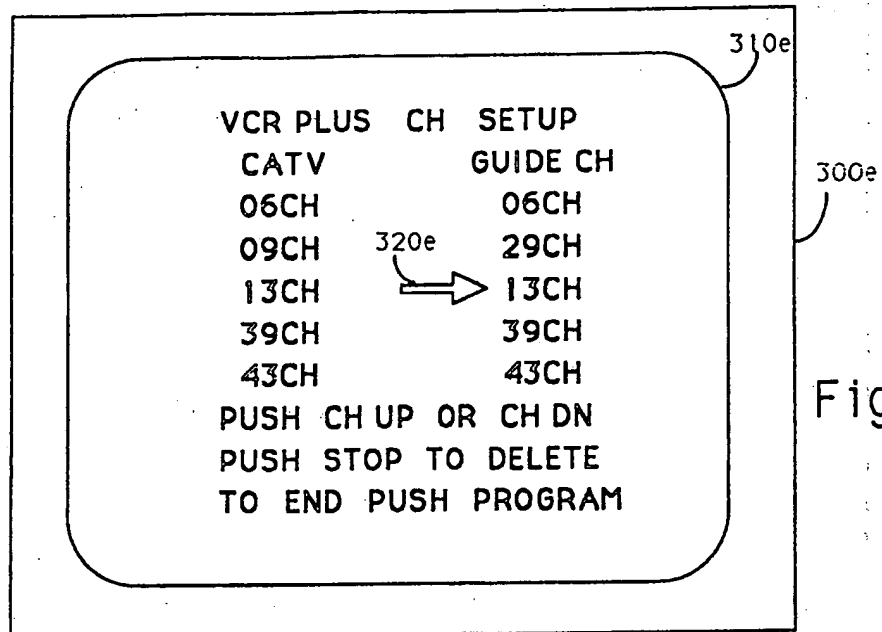 310e
VCR PLUS CH SETUP
CATV GUIDE CH
300e
06CH 06CH
09CH 320e 29CH
13CH 13CH
39CH 39CH
43CH 43CH
Fig
PUSH CH UP OR CH DN
PUSH STOP TO DELETE
TO END PUSH PROGRAM